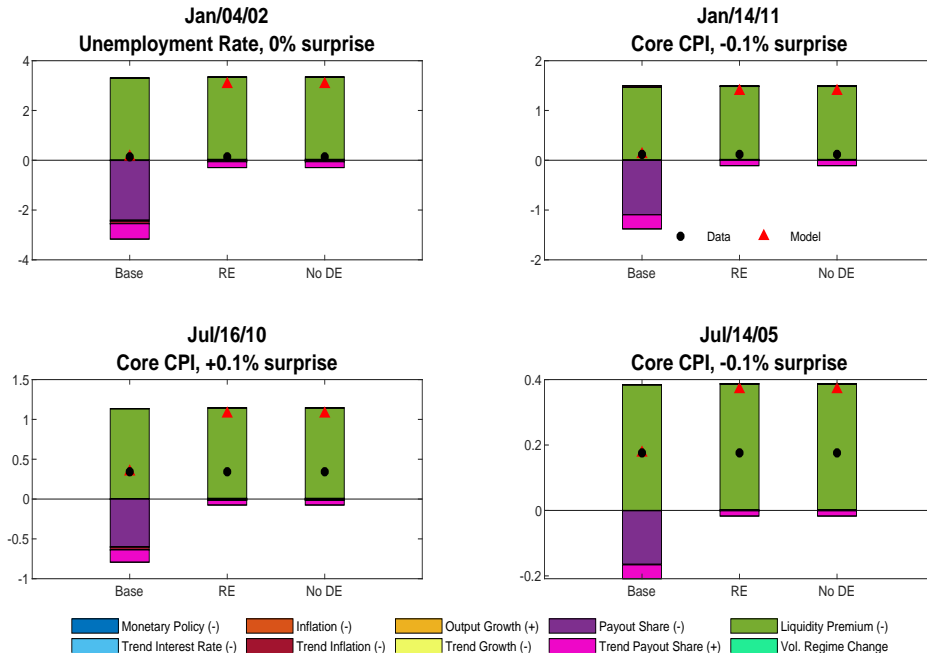 Jan/04/02
Unemployment Rate, 0% surprise
4
2
0
-2
-4
Base RE No DE
Jan/14/11
Core CPI, -0.1% surprise
2
1
0
-1
-2
Data Model
Base RE No DE
Jul/16/10
Core CPI, +0.1% surprise
1.5
1
0.5
0
-0.5
-1
Base RE No DE
Jul/14/05
Core CPI, -0.1% surprise
0.4
0.2
0
-0.2
Base RE No DE
Monetary Policy (-) Inflation (-) Output Growth (+) Payout Share (-) Liquidity Premium (-)
Trend Interest Rate (-) Trend Inflation (-) Trend Growth (-) Trend Payout Share (+) Vol. Regime Change